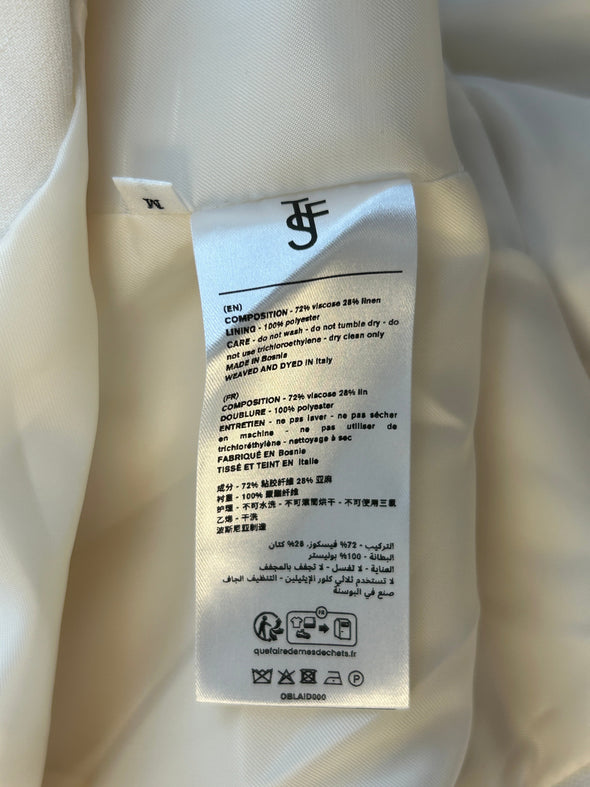 M
(EN)
COMPOSITION - 72% viscose 28% linen
LINING - 100% polyester
CARE - do not wash - do not tumble dry - do
not use trichloroethylene - dry clean only
MADE IN Bosnia
WEAVED AND DYED IN Italy
(FR)
COMPOSITION - 72% viscose 28% lin
DOUBLURE - 100% polyester
ENTRETIEN - ne pas laver - ne pas sécher
en machine - ne pas utiliser de
trichloréthylène - nettoyage à sec
FABRIQUÉ EN Bosnie
TISSÉ ET TEINT EN Italie
成分 - 72% 粘胶纤维 28% 亚麻
衬里 - 100% 聚酯纤维
护理 - 不可水洗 - 不可滚筒烘干 - 不可使用三氯
乙烯 - 干洗
波斯尼亚制造
التركيب - 72% فيسكوز، 28% كتان
البطانة - 100% بوليستر
العناية - لا تغسل - لا تجفف بالمجفف
لا تستخدم ثلاثي كلور الإيثيلين - التنظيف الجاف
صنع في البوسنة
FR
quefairedemesdechets.fr
P
OBLAID000